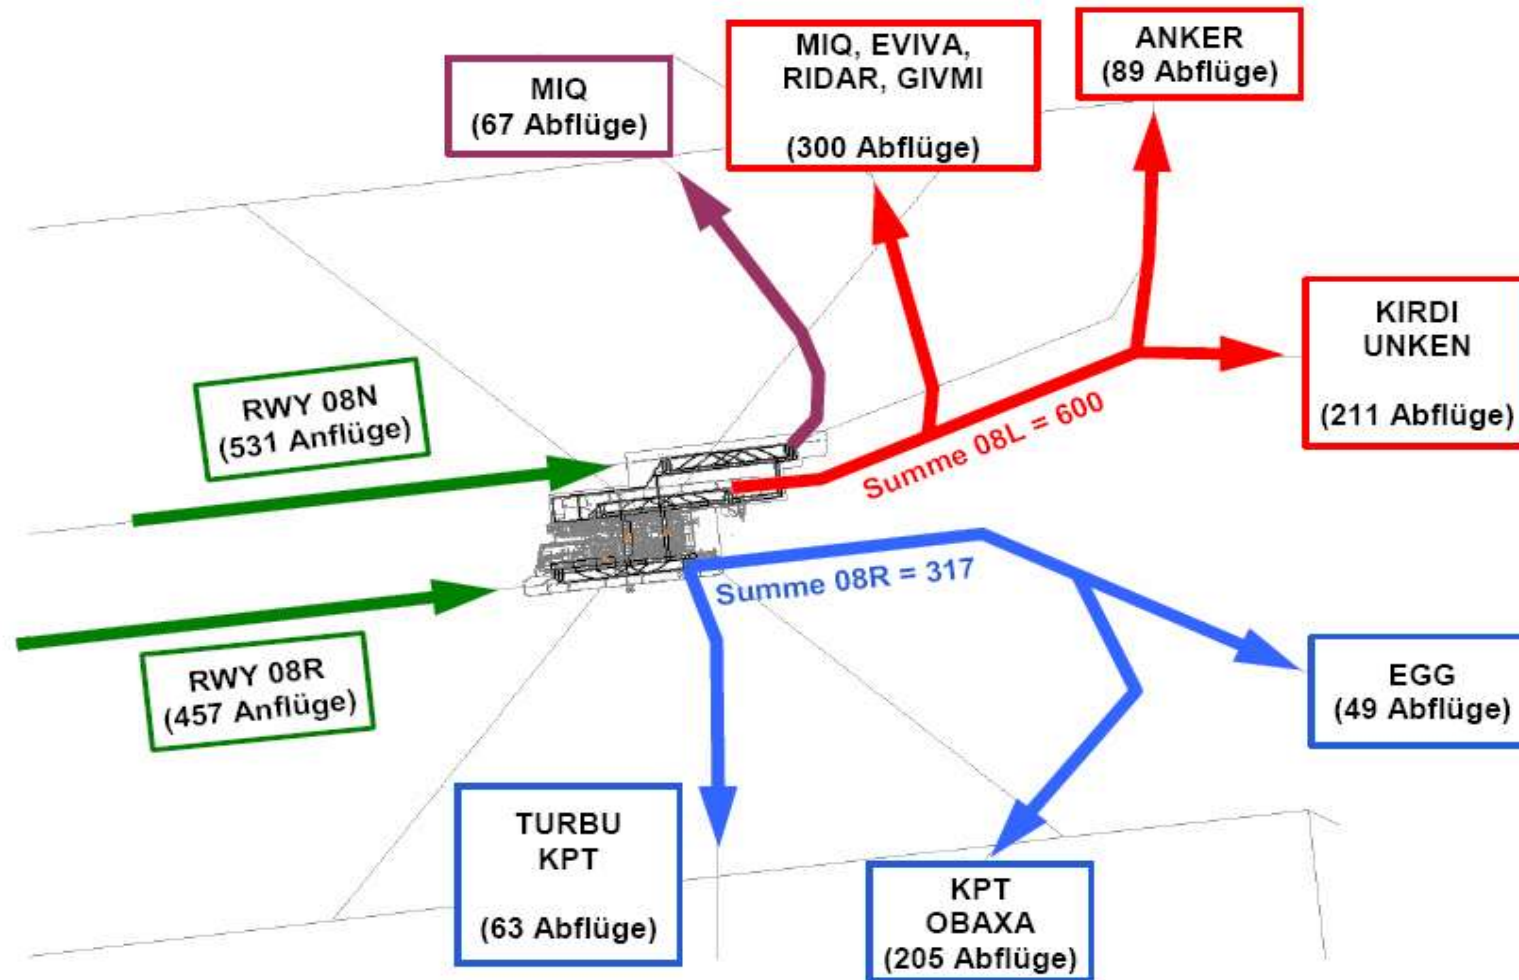 MIQ
(67 Abflüge)
MIQ, EVIVA,
RIDAR, GIVMI
(300 Abflüge)
ANKER
(89 Abflüge)
KIRDI
UNKEN
(211 Abflüge)
RWY 08N
(531 Anflüge)
Summe 08L = 600
Summe 08R = 317
RWY 08R
(457 Anflüge)
EGG
(49 Abflüge)
TURBU
KPT
(63 Abflüge)
KPT
OBAXA
(205 Abflüge)